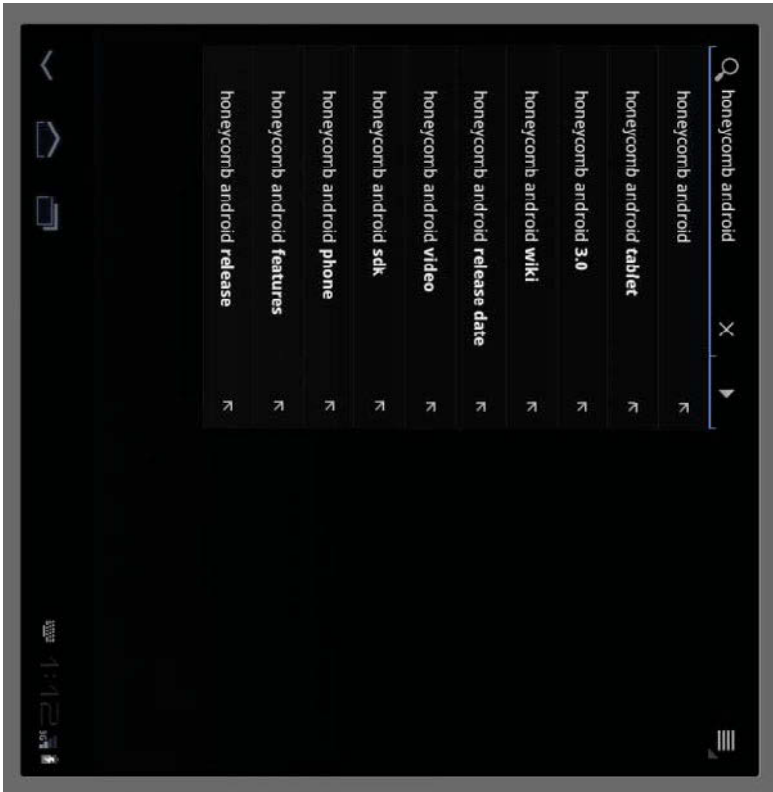 honeycomb android
honeycomb android
honeycomb android tablet
honeycomb android 3.0
honeycomb android wiki
honeycomb android release date
honeycomb android video
honeycomb android sdk
honeycomb android phone
honeycomb android features
honeycomb android release
1:12
3G